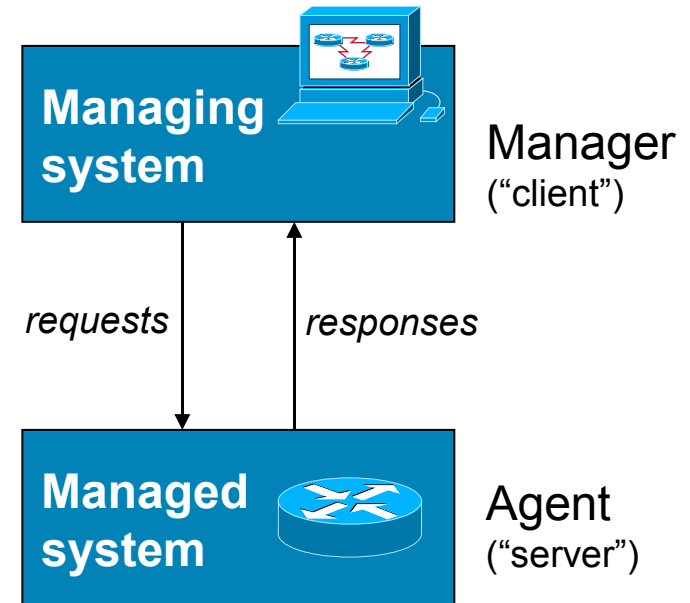 Managing
system
Manager
(“client”)
requests
responses
Managed
system
Agent
(“server”)